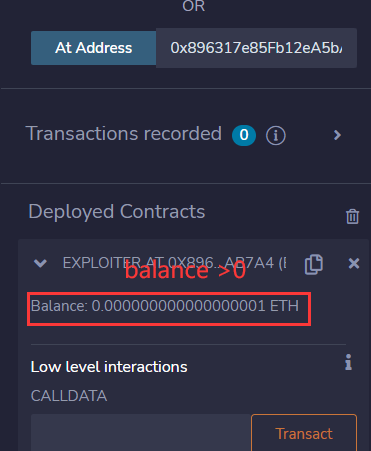 OR
At Address
0x896317e85Fb12eA5b
Transactions recorded 0
Deployed Contracts
EXPLOITER AT 0X896...AB7A4 (E
balance >0
Balance: 0.000000000000000001 ETH
Low level interactions
CALLDATA
Transact